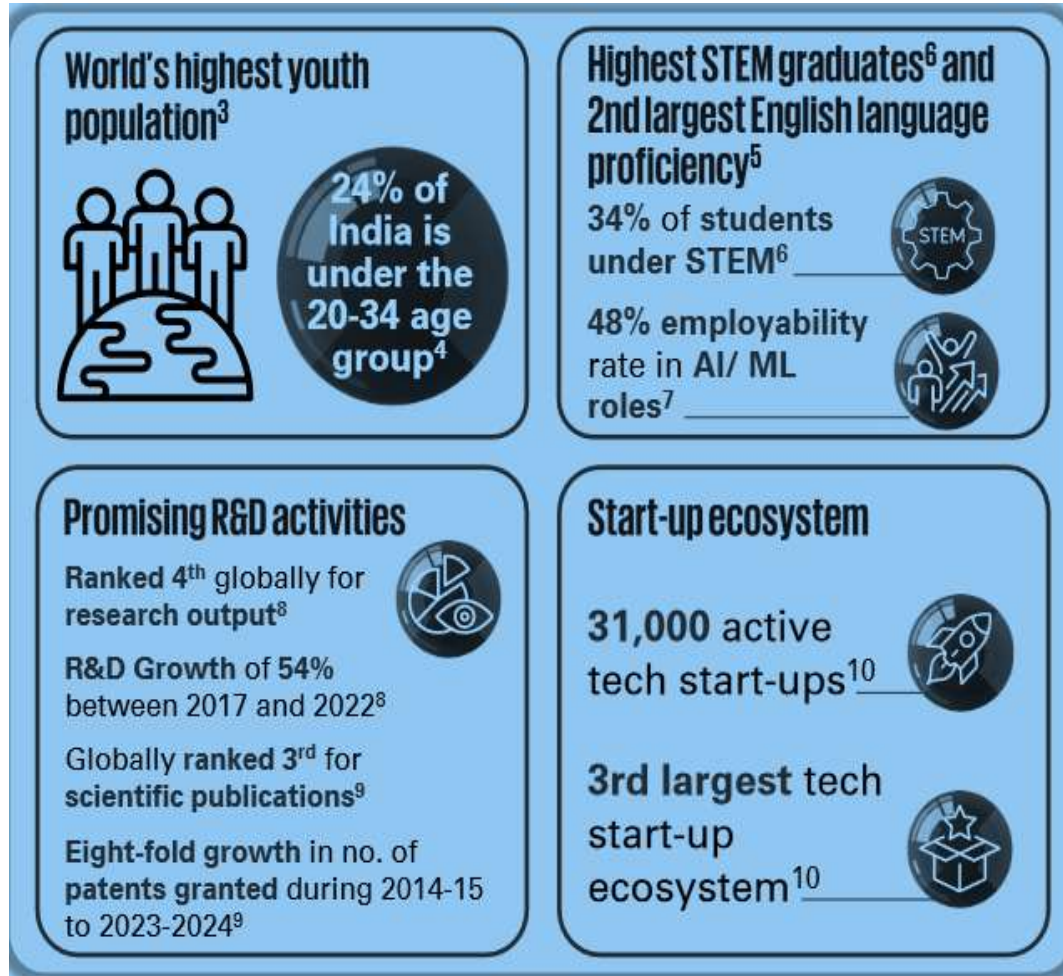 World's highest youth
population³
24% of
India is
under the
20-34 age
group⁴
Highest STEM graduates⁶ and
2nd largest English language
proficiency⁵
34% of students
under STEM⁶
STEM
48% employability
rate in AI/ ML
roles⁷
Promising R&D activities
Ranked 4th globally for
research output⁸
R&D Growth of 54%
between 2017 and 2022⁸
Globally ranked 3rd for
scientific publications⁹
Eight-fold growth in no. of
patents granted during 2014-15
to 2023-2024⁹
Start-up ecosystem
31,000 active
tech start-ups¹⁰
3rd largest tech
start-up
ecosystem¹⁰